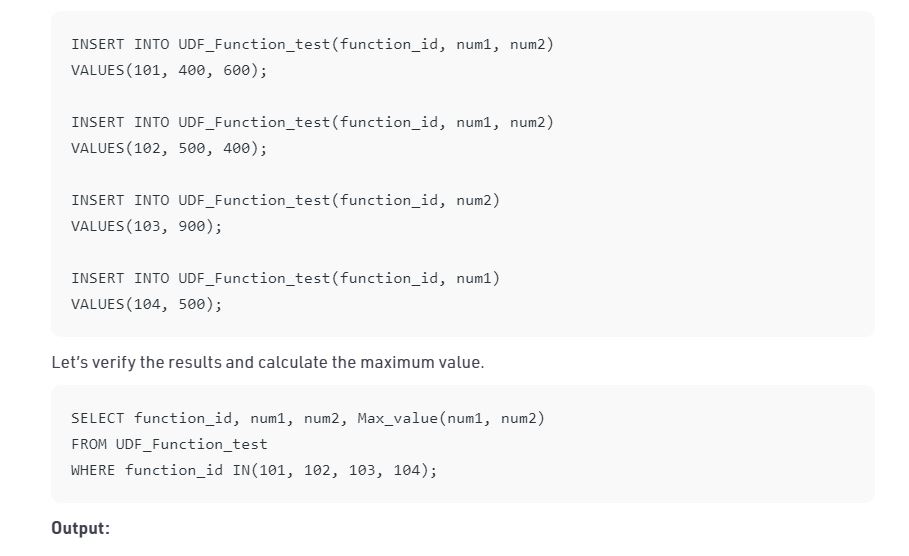 INSERT INTO UDF_Function_test(function_id, num1, num2)
VALUES(101, 400, 600);
INSERT INTO UDF_Function_test(function_id, num1, num2)
VALUES(102, 500, 400);
INSERT INTO UDF_Function_test(function_id, num2)
VALUES(103, 900);
INSERT INTO UDF_Function_test(function_id, num1)
VALUES(104, 500);
Let's verify the results and calculate the maximum value.
SELECT function_id, num1, num2, Max_value(num1, num2)
FROM UDF_Function_test
WHERE function_id IN(101, 102, 103, 104);
Output: